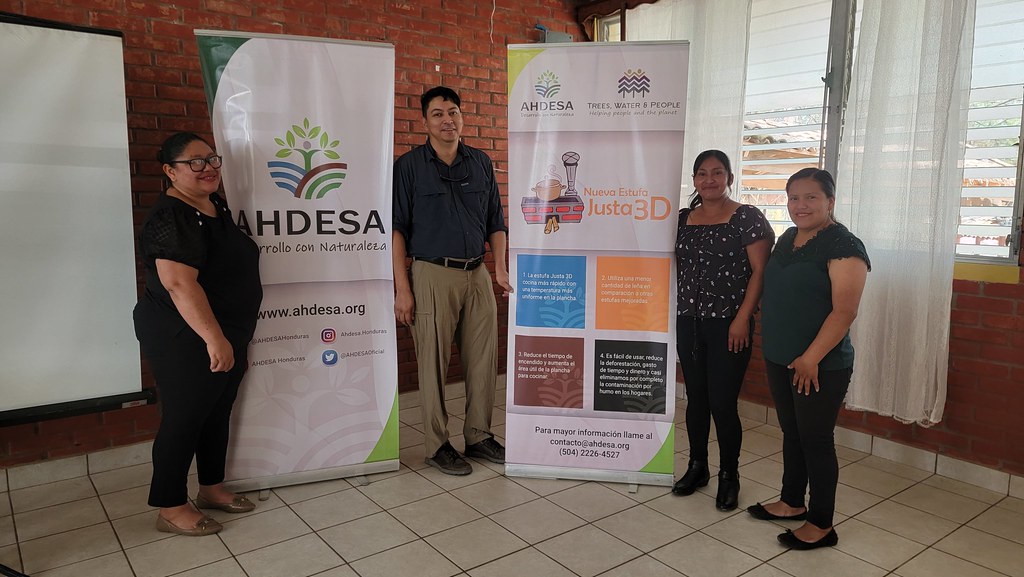 AHDESA
rrollo con Naturaleza
www.ahdesa.org
@AHDESAHonduras
Ahdesa.Honduras
AHDESA Honduras
@AHDESAOficial
AHDESA
Desarrollo con Naturaleza
TREES, WATER & PEOPLE
Helping people and the planet
Nueva Estufa
Justa3D
1. La estufa Justa 3D
cocina más rápido con
una temperatura más
uniforme en la plancha
2. Utiliza una menor
cantidad de leña en
comparación a otras
estufas mejoradas
3. Reduce el tiempo de
encendido y aumenta el
área útil de la plancha
para cocinar
4. Es fácil de usar, reduce
la deforestación, gasto
de tiempo y dinero y casi
eliminamos por completo
la contaminación por
humo en los hogares.
Para mayor información llame al
contacto@ahdesa.org
(504) 2226-4527